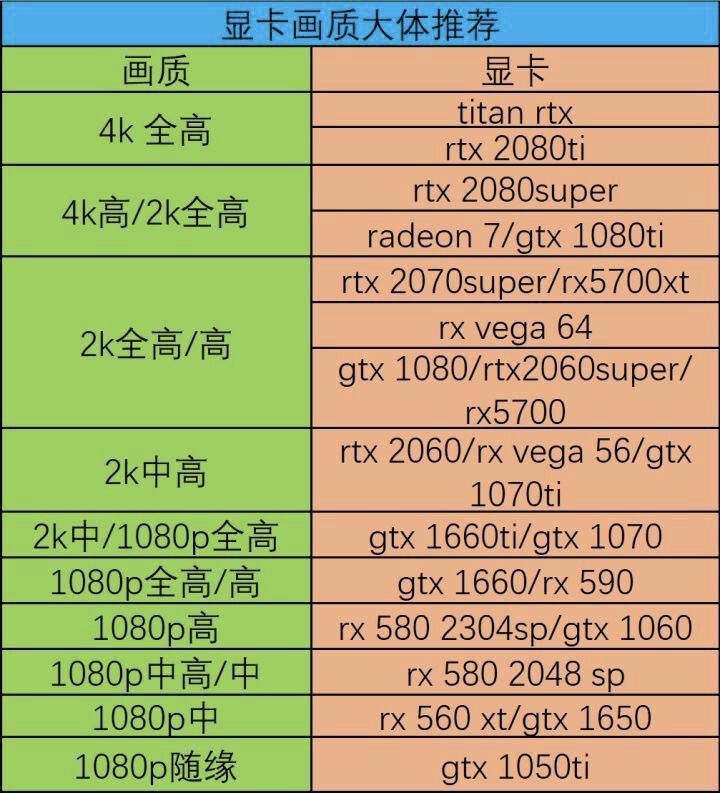 显卡画质大体推荐
画质 显卡
4k 全高
titan rtx
rtx 2080ti
4k高/2k全高
rtx 2080super
radeon 7/gtx 1080ti
2k全高/高
rtx 2070super/rx5700xt
rx vega 64
gtx 1080/rtx2060super/
rx5700
2k中高
rtx 2060/rx vega 56/gtx
1070ti
2k中/1080p全高 gtx 1660ti/gtx 1070
1080p全高/高 gtx 1660/rx 590
1080p高 rx 580 2304sp/gtx 1060
1080p中高/中 rx 580 2048 sp
1080p中 rx 560 xt/gtx 1650
1080p随缘 gtx 1050ti